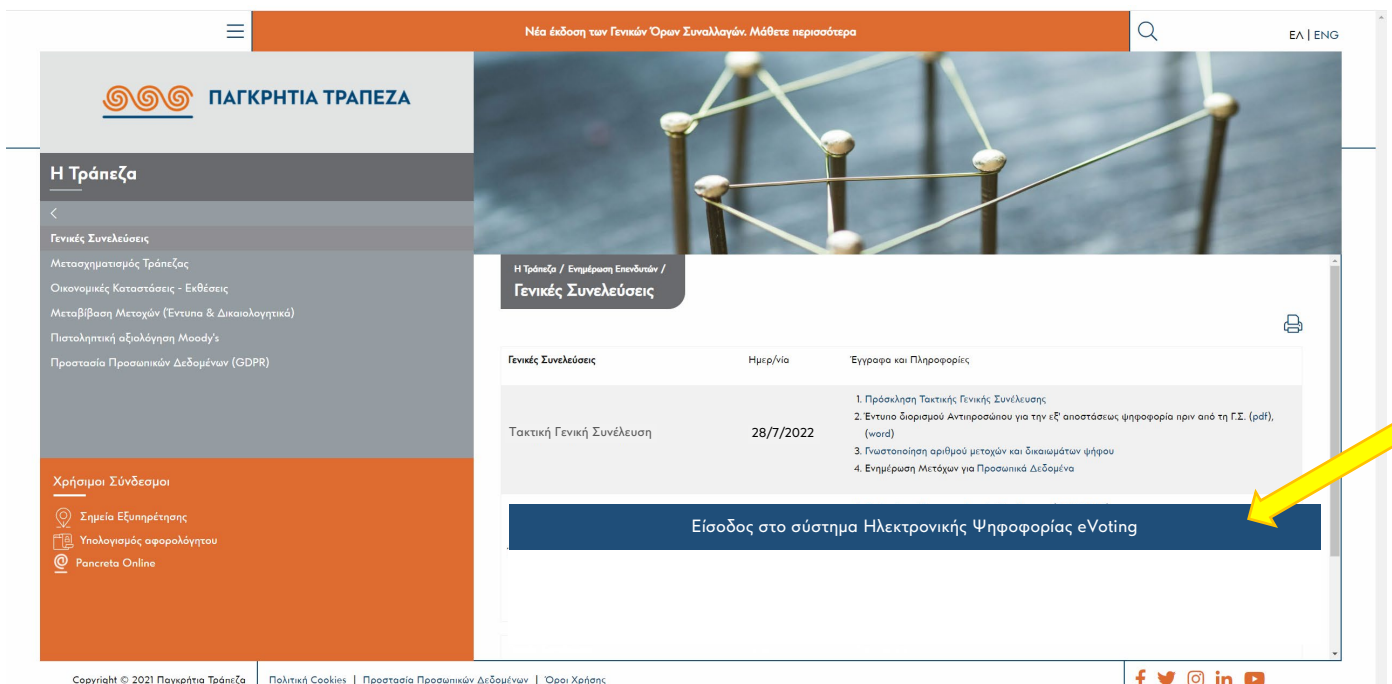 Νέα έκδοση των Γενικών Όρων Συναλλαγών. Μάθετε περισσότερα
ΕΛ | ENG
ΠΑΓΚΡΗΤΙΑ ΤΡΑΠΕΖΑ
Η Τράπεζα
<
Γενικές Συνελεύσεις
Μετασχηματισμός Τράπεζας
Οικονομικές Καταστάσεις - Εκθέσεις
Μεταβίβαση Μετοχών (Έντυπα & Δικαιολογητικά)
Πιστοληπτική αξιολόγηση Moody's
Προστασία Προσωπικών Δεδομένων (GDPR)
Χρήσιμοι Σύνδεσμοι
Σημεία Εξυπηρέτησης
Υπολογισμός αφορολόγητου
Pancreta Online
Η Τράπεζα / Ενημέρωση Επενδυτών /
Γενικές Συνελεύσεις
Γενικές Συνελεύσεις Ημερ/νία Έγγραφα και Πληροφορίες
Τακτική Γενική Συνέλευση 28/7/2022
1. Πρόσκληση Τακτικής Γενικής Συνέλευσης
2. Έντυπο διορισμού Αντιπροσώπου για την εξ' αποστάσεως ψηφοφορία πριν από τη Γ.Σ. (pdf),
(word)
3. Γνωστοποίηση αριθμού μετοχών και δικαιωμάτων ψήφου
4. Ενημέρωση Μετόχων για Προσωπικά Δεδομένα
Είσοδος στο σύστημα Ηλεκτρονικής Ψηφοφορίας eVoting
Copyright © 2021 Παγκρήτια Τράπεζα | Πολιτική Cookies | Προστασία Προσωπικών Δεδομένων | Όροι Χρήσης